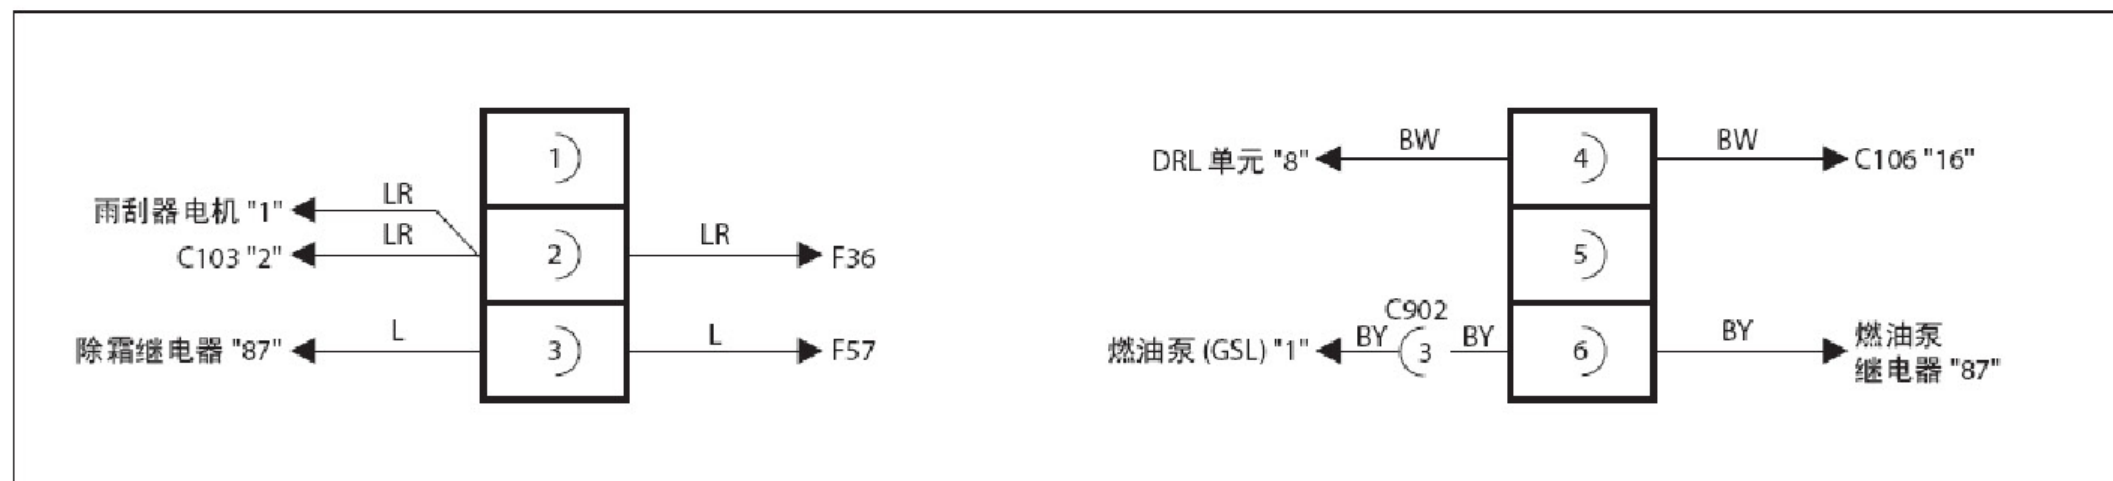 1
雨刮器电机 "1"
LR
C103 "2"
LR
2
LR
F36
除霜继电器 "87"
L
3
L
F57
DRL 单元 "8"
BW
4
BW
C106 "16"
5
C902
燃油泵 (GSL) "1"
BY
3
BY
6
BY
燃油泵
继电器 "87"